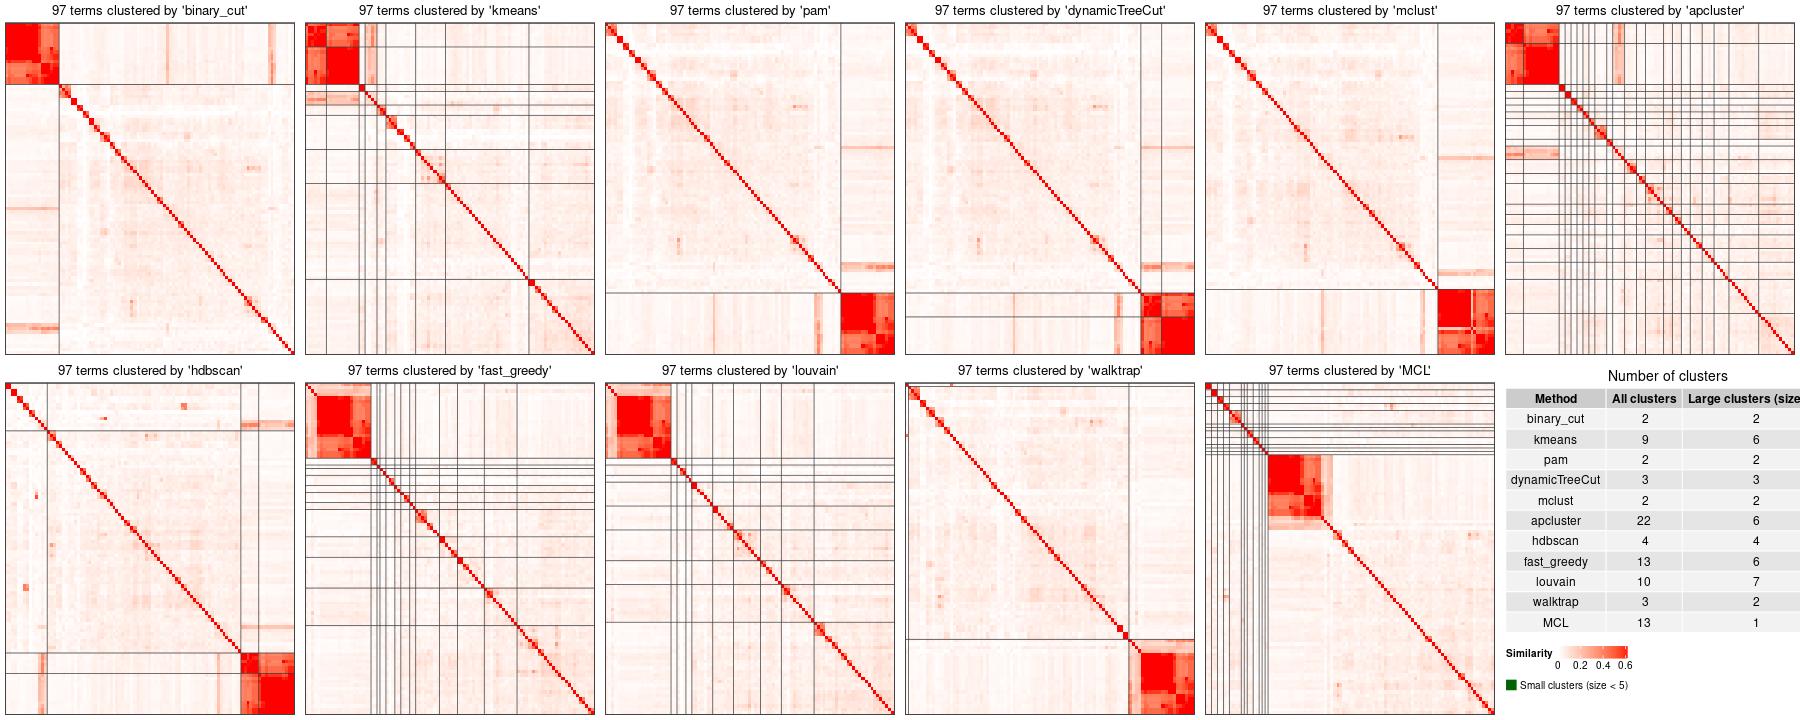 97 terms clustered by 'binary_cut'
97 terms clustered by 'kmeans'
97 terms clustered by 'pam'
97 terms clustered by 'dynamicTreeCut'
97 terms clustered by 'mclust'
97 terms clustered by 'apcluster'
97 terms clustered by 'hdbscan'
97 terms clustered by 'fast_greedy'
97 terms clustered by 'louvain'
97 terms clustered by 'walktrap'
97 terms clustered by 'MCL'
Number of clusters
Method All clusters Large clusters (size
binary_cut 2 2
kmeans 9 6
pam 2 2
dynamicTreeCut 3 3
mclust 2 2
apcluster 22 6
hdbscan 4 4
fast_greedy 13 6
louvain 10 7
walktrap 3 2
MCL 13 1
Similarity
0 0.2 0.4 0.6
Small clusters (size < 5)